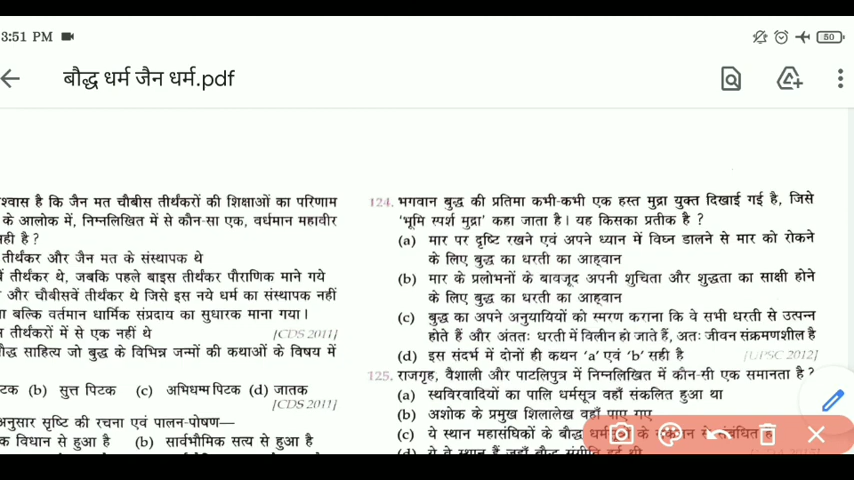 3:51 PM
50
बौद्ध धर्म जैन धर्म.pdf
श्वास है कि जैन मत चौबीस तीर्थंकरों की शिक्षाओं का परिणाम
के आलोक में, निम्नलिखित में से कौन-सा एक, वर्धमान महावीर
नही है ?
तीर्थंकर और जैन मत के संस्थापक थे
वें तीर्थंकर थे, जबकि पहले बाइस तीर्थंकर पौराणिक माने गये
और चौबीसवें तीर्थंकर थे जिसे इस नये धर्म का संस्थापक नहीं
ा बल्कि वर्तमान धार्मिक संप्रदाय का सुधारक माना गया।
स तीर्थंकरों में से एक नहीं थे [CDS 2011]
ौद्ध साहित्य जो बुद्ध के विभिन्न जन्मों की कथाओं के विषय में
टक (b) सुत्त पिटक (c) अभिधम्म पिटक (d) जातक
[CDS 2011]
अनुसार सृष्टि की रचना एवं पालन-पोषण—
क विधान से हुआ है (b) सार्वभौमिक सत्य से हुआ है
124. भगवान बुद्ध की प्रतिमा कभी-कभी एक हस्त मुद्रा युक्त दिखाई गई है, जिसे
'भूमि स्पर्श मुद्रा' कहा जाता है। यह किसका प्रतीक है ?
(a) मार पर दृष्टि रखने एवं अपने ध्यान में विघ्न डालने से मार को रोकने
के लिए बुद्ध का धरती का आह्वान
(b) मार के प्रलोभनों के बावजूद अपनी शुचिता और शुद्धता का साक्षी होने
के लिए बुद्ध का धरती का आह्वान
(c) बुद्ध का अपने अनुयायियों को स्मरण कराना कि वे सभी धरती से उत्पन्न
होते हैं और अंततः धरती में विलीन हो जाते हैं, अतः जीवन संक्रमणशील है
(d) इस संदर्भ में दोनों ही कथन 'a' एवं 'b' सही है [UPSC 2012]
125. राजगृह, वैशाली और पाटलिपुत्र में निम्नलिखित में कौन-सी एक समानता है ?
(a) स्थविरवादियों का पालि धर्मसूत्र वहाँ संकलित हुआ था
(b) अशोक के प्रमुख शिलालेख वहाँ पाए गए
(c) ये स्थान महासंघिकों के बौद्ध के से संबंधित
(d) ये वे स्थान हैं जहाँ बौद्ध संगीति हुई थी